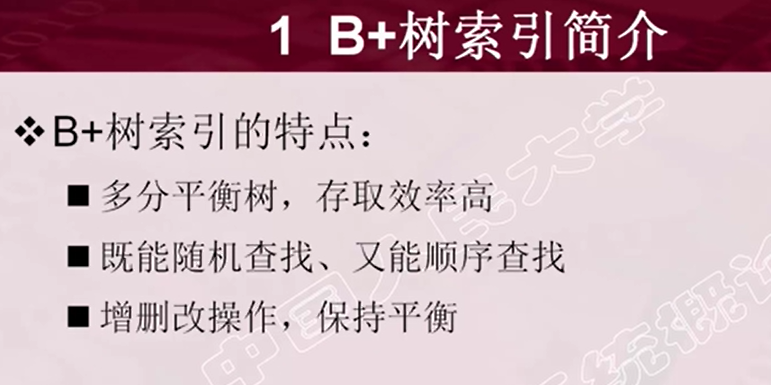 1 B+树索引简介
❖B+树索引的特点：
■ 多分平衡树，存取效率高
■ 既能随机查找、又能顺序查找
■ 增删改操作，保持平衡
中国人民大学
系统概论